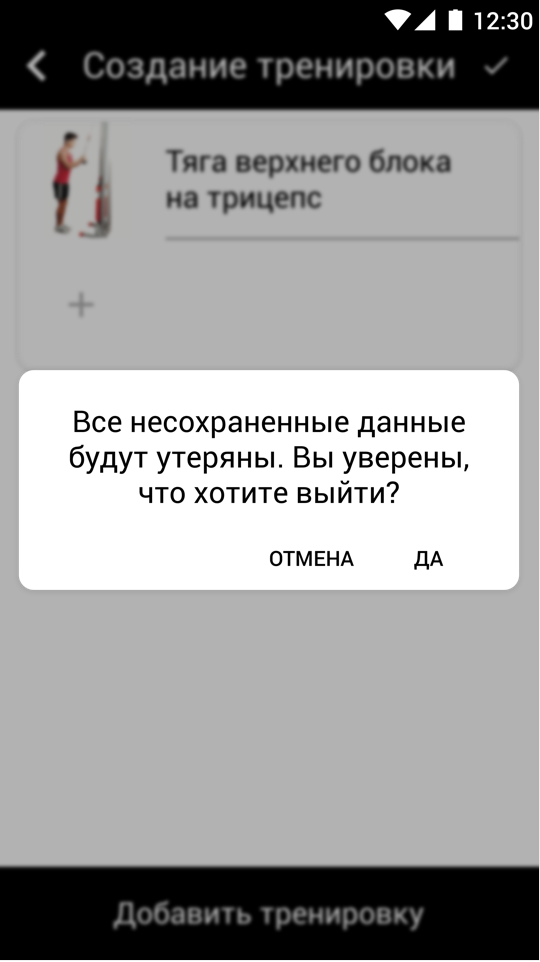 12:30
Создание тренировки
Тяга верхнего блока
на трицепс
Все несохраненные данные
будут утеряны. Вы уверены,
что хотите выйти?
ОТМЕНА ДА
Добавить тренировку